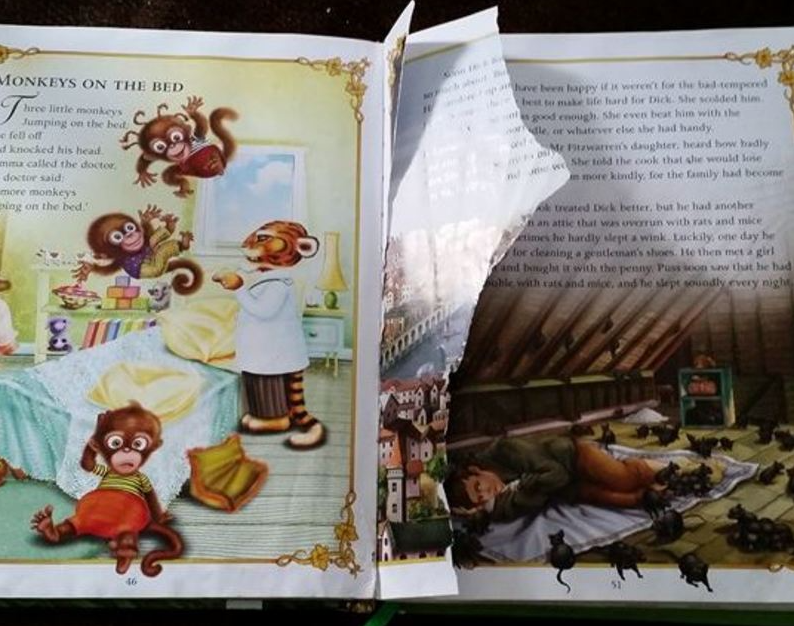 MONKEYS ON THE BED
Three little monkeys
Jumping on the bed,
e fell off
d knocked his head.
mma called the doctor,
doctor said:
more monkeys
ping on the bed.'
46
have been happy if it weren't for the bad-tempered
best to make life hard for Dick. She scolded him.
s good enough. She even beat him with the
dle, or whatever else she had handy.
Mr Fitzwarren's daughter, heard how badly
She told the cook that she would lose
m more kindly, for the family had become
ok treated Dick better, but he had another
n an attic that was overrun with rats and mice
etimes he hardly slept a wink. Luckily, one day he
y for cleaning a gentleman's shoes. He then met a girl
t and bought it with the penny. Puss soon saw that he had
ouble with rats and mice, and he slept soundly every night.
51